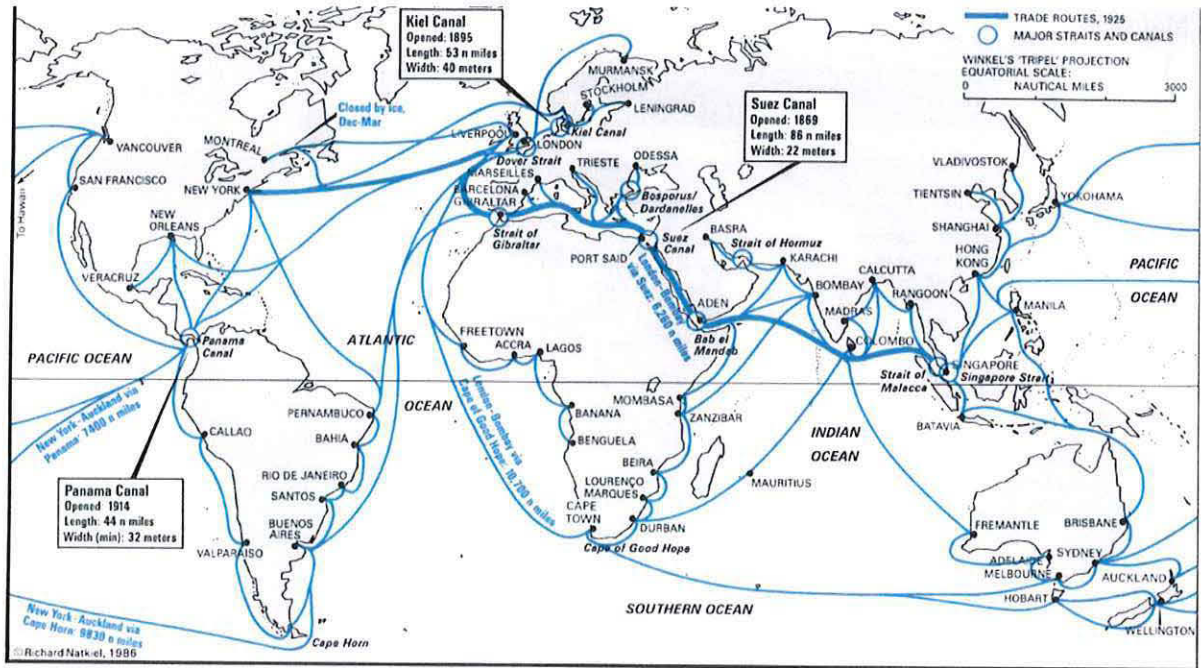 Kiel Canal
Opened: 1895
Length: 53 n miles
Width: 40 meters
TRADE ROUTES, 1925
MAJOR STRAITS AND CANALS
WINKEL'S 'TRIPEL' PROJECTION
EQUATORIAL SCALE:
NAUTICAL MILES
0 3000
MURMANSK
STOCKHOLM
LENINGRAD
Kiel Canal
Closed by ice,
Dec-Mar
LIVERPOOL
LONDON
Dover Strait
Suez Canal
Opened: 1869
Length: 86 n miles
Width: 22 meters
VANCOUVER
MONTREAL
MARSEILLES
TRIESTE
ODESSA
VLADIVOSTOK
SAN FRANCISCO
NEW YORK
BARCELONA
GIBRALTAR
Bosporus/
Dardanelles
TIENTSIN
YOKOHAMA
To Hawaii
NEW
ORLEANS
Strait of
Gibraltar
Suez
Canal
PORT SAID
BASRA
Strait of Hormuz
KARACHI
SHANGHAI
HONG
KONG
PACIFIC
OCEAN
VERACRUZ
London-Bombay
via Suez: 6,260 n miles
CALCUTTA
BOMBAY
RANGOON
MANILA
ADEN
MADRAS
Panama
Canal
ATLANTIC
OCEAN
PACIFIC OCEAN
FREETOWN
ACCRA
LAGOS
Bab el
Mandab
COLOMBO
Strait of
Malacca
SINGAPORE
Singapore Strait
New York-Auckland via
Panama: 7400 n miles
London-Bombay via
Cape of Good Hope: 10,700 n miles
MOMBASA
ZANZIBAR
PERNAMBUCO
BANANA
BATAVIA
CALLAO
BAHIA
BENGUELA
INDIAN
OCEAN
RIO DE JANEIRO
BEIRA
Panama Canal
Opened 1914
Length: 44 n miles
Width (min): 32 meters
SANTOS
LOURENÇO
MARQUES
MAURITIUS
BUENOS
AIRES
CAPE
TOWN
DURBAN
FREMANTLE
BRISBANE
VALPARAISO
Cape of Good Hope
ADELAIDE
SYDNEY
MELBOURNE
AUCKLAND
HOBART
New York-Auckland via
Cape Horn: 9830 n miles
SOUTHERN OCEAN
Cape Horn
WELLINGTON
©Richard Natkiel, 1986